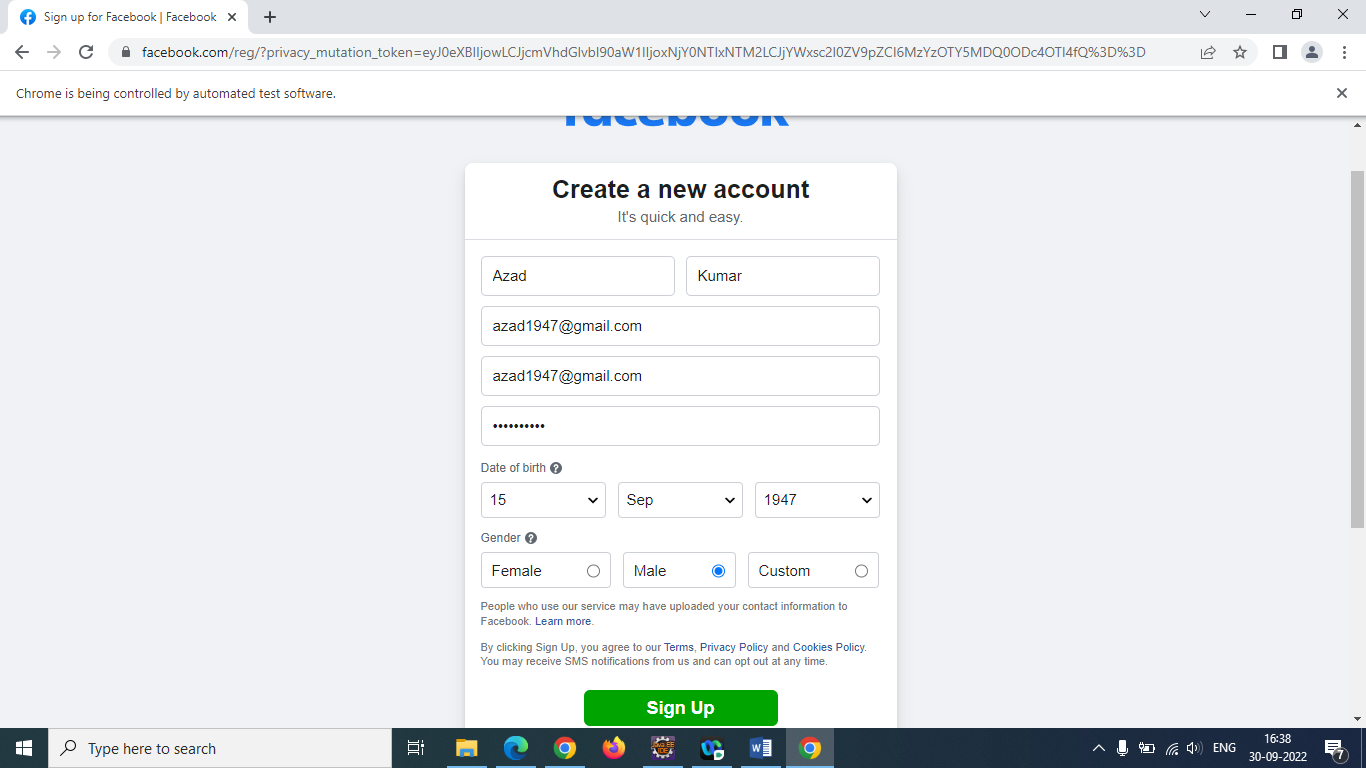 Sign up for Facebook | Facebook
facebook.com/reg/?privacy_mutation_token=eyJ0eXBlIjowLCJjcmVhdGlvbl90aW1lIjoxNjY0NTIxNTM2LCJjYWxsc2l0ZV9pZCI6MzYzOTY5MDQ0ODc4OTI4fQ%3D%3D
Chrome is being controlled by automated test software.
facebook
Create a new account
It's quick and easy.
Azad Kumar
azad1947@gmail.com
azad1947@gmail.com
••••••••••
Date of birth ?
15 Sep 1947
Gender ?
Female Male Custom
People who use our service may have uploaded your contact information to
Facebook. Learn more.
By clicking Sign Up, you agree to our Terms, Privacy Policy and Cookies Policy.
You may receive SMS notifications from us and can opt out at any time.
Sign Up
Type here to search
ENG
16:38
30-09-2022
7